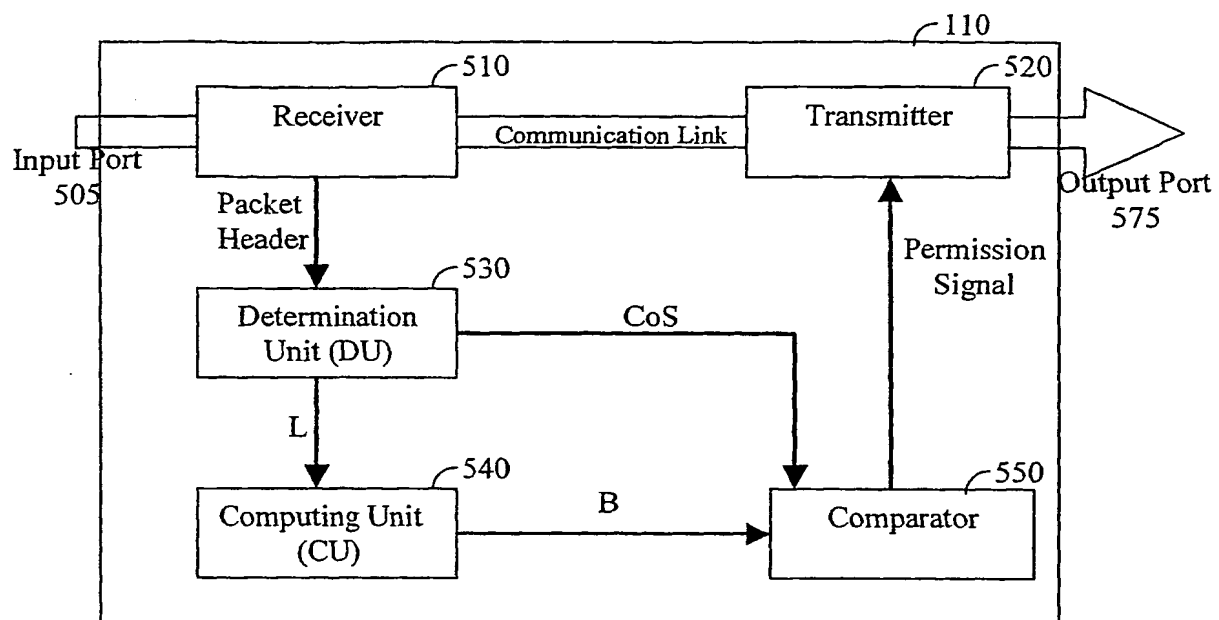 110
510
520
Receiver
Transmitter
Communication Link
Input Port
505
Output Port
575
Packet
Header
Permission
Signal
530
Determination
Unit (DU)
CoS
L
540
550
Computing Unit
(CU)
B
Comparator